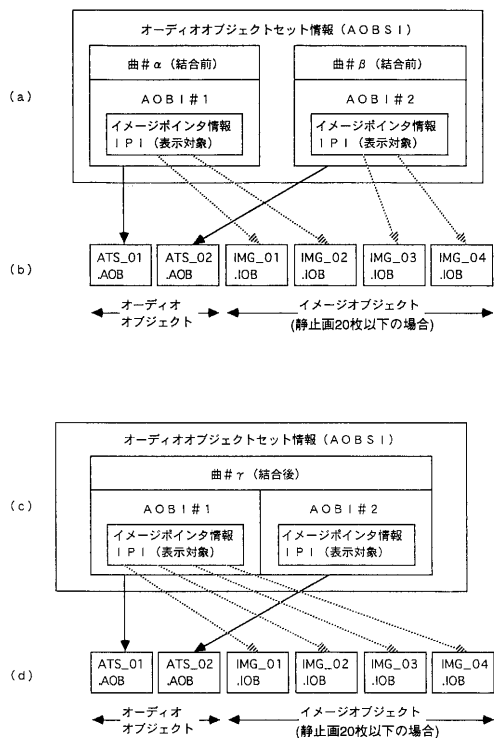 オーディオオブジェクトセット情報（ＡＯＢＳＩ）
曲＃α（結合前）
曲＃β（結合前）
（a）
ＡＯＢＩ＃１
ＡＯＢＩ＃２
イメージポインタ情報
ＩＰＩ（表示対象）
イメージポインタ情報
ＩＰＩ（表示対象）
（b）
ATS_01
.AOB
ATS_02
.AOB
IMG_01
.IOB
IMG_02
.IOB
IMG_03
.IOB
IMG_04
.IOB
オーディオ
オブジェクト
イメージオブジェクト
(静止画20枚以下の場合)
オーディオオブジェクトセット情報（ＡＯＢＳＩ）
曲＃γ（結合後）
（c）
ＡＯＢＩ＃１
ＡＯＢＩ＃２
イメージポインタ情報
ＩＰＩ（表示対象）
イメージポインタ情報
ＩＰＩ（表示対象）
（d）
ATS_01
.AOB
ATS_02
.AOB
IMG_01
.IOB
IMG_02
.IOB
IMG_03
.IOB
IMG_04
.IOB
オーディオ
オブジェクト
イメージオブジェクト
(静止画20枚以下の場合)